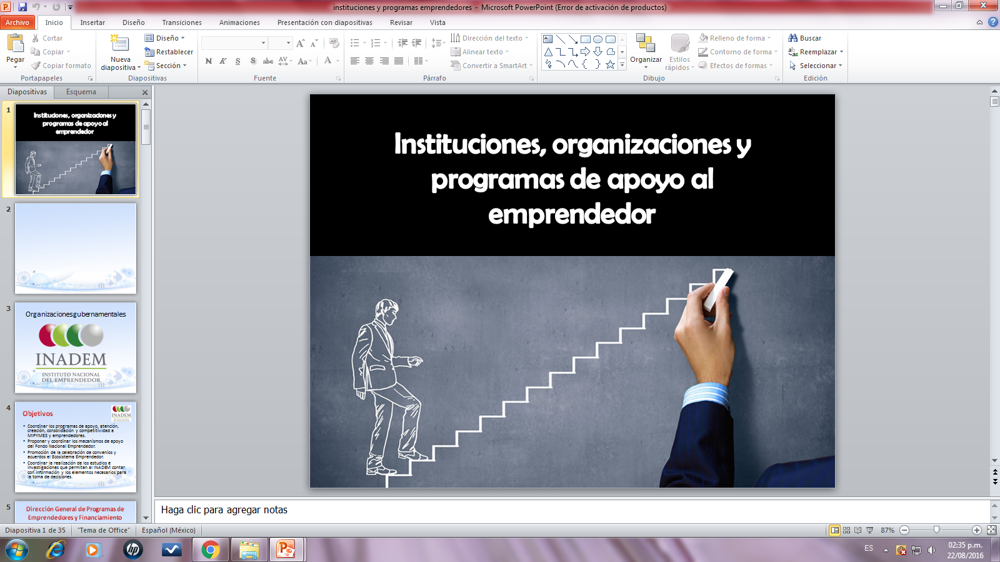 instituciones y programas emprendedores - Microsoft PowerPoint (Error de activación de productos)
Archivo Inicio Insertar Diseño Transiciones Animaciones Presentación con diapositivas Revisar Vista
Pegar
Cortar
Copiar
Copiar formato
Portapapeles
Nueva
diapositiva
Diseño
Restablecer
Sección
Diapositivas
N K S S abc AV Aa A
Fuente
Dirección del texto
Alinear texto
Convertir a SmartArt
Párrafo
Organizar
Estilos
rápidos
Relleno de forma
Contorno de forma
Efectos de formas
Dibujo
Buscar
Reemplazar
Seleccionar
Edición
Diapositivas Esquema
1
Instituciones, organizaciones y
programas de apoyo al
emprendedor
2
3
Organizaciones gubernamentales
INADEM
INSTITUTO NACIONAL
DEL EMPRENDEDOR
4
Objetivos
INADEM
• Coordinar los programas de apoyo, atención,
creación, consolidación y competitividad a
MIPYMES y emprendedores.
• Proponer y coordinar los mecanismos de apoyo
del Fondo Nacional Emprendedor.
• Promoción de la celebración de convenios y
acuerdos el Ecosistema Emprendedor.
• Coordinar la realización de los estudios e
investigaciones que permitan al INADEM contar
con información y los elementos necesarios para
la toma de decisiones.
5
Dirección General de Programas de
Emprendedores y Financiamiento
Instituciones, organizaciones y
programas de apoyo al
emprendedor
Haga clic para agregar notas
Diapositiva 1 de 35 "Tema de Office" Español (México) 87%
hp
ES
02:35 p.m.
22/08/2016